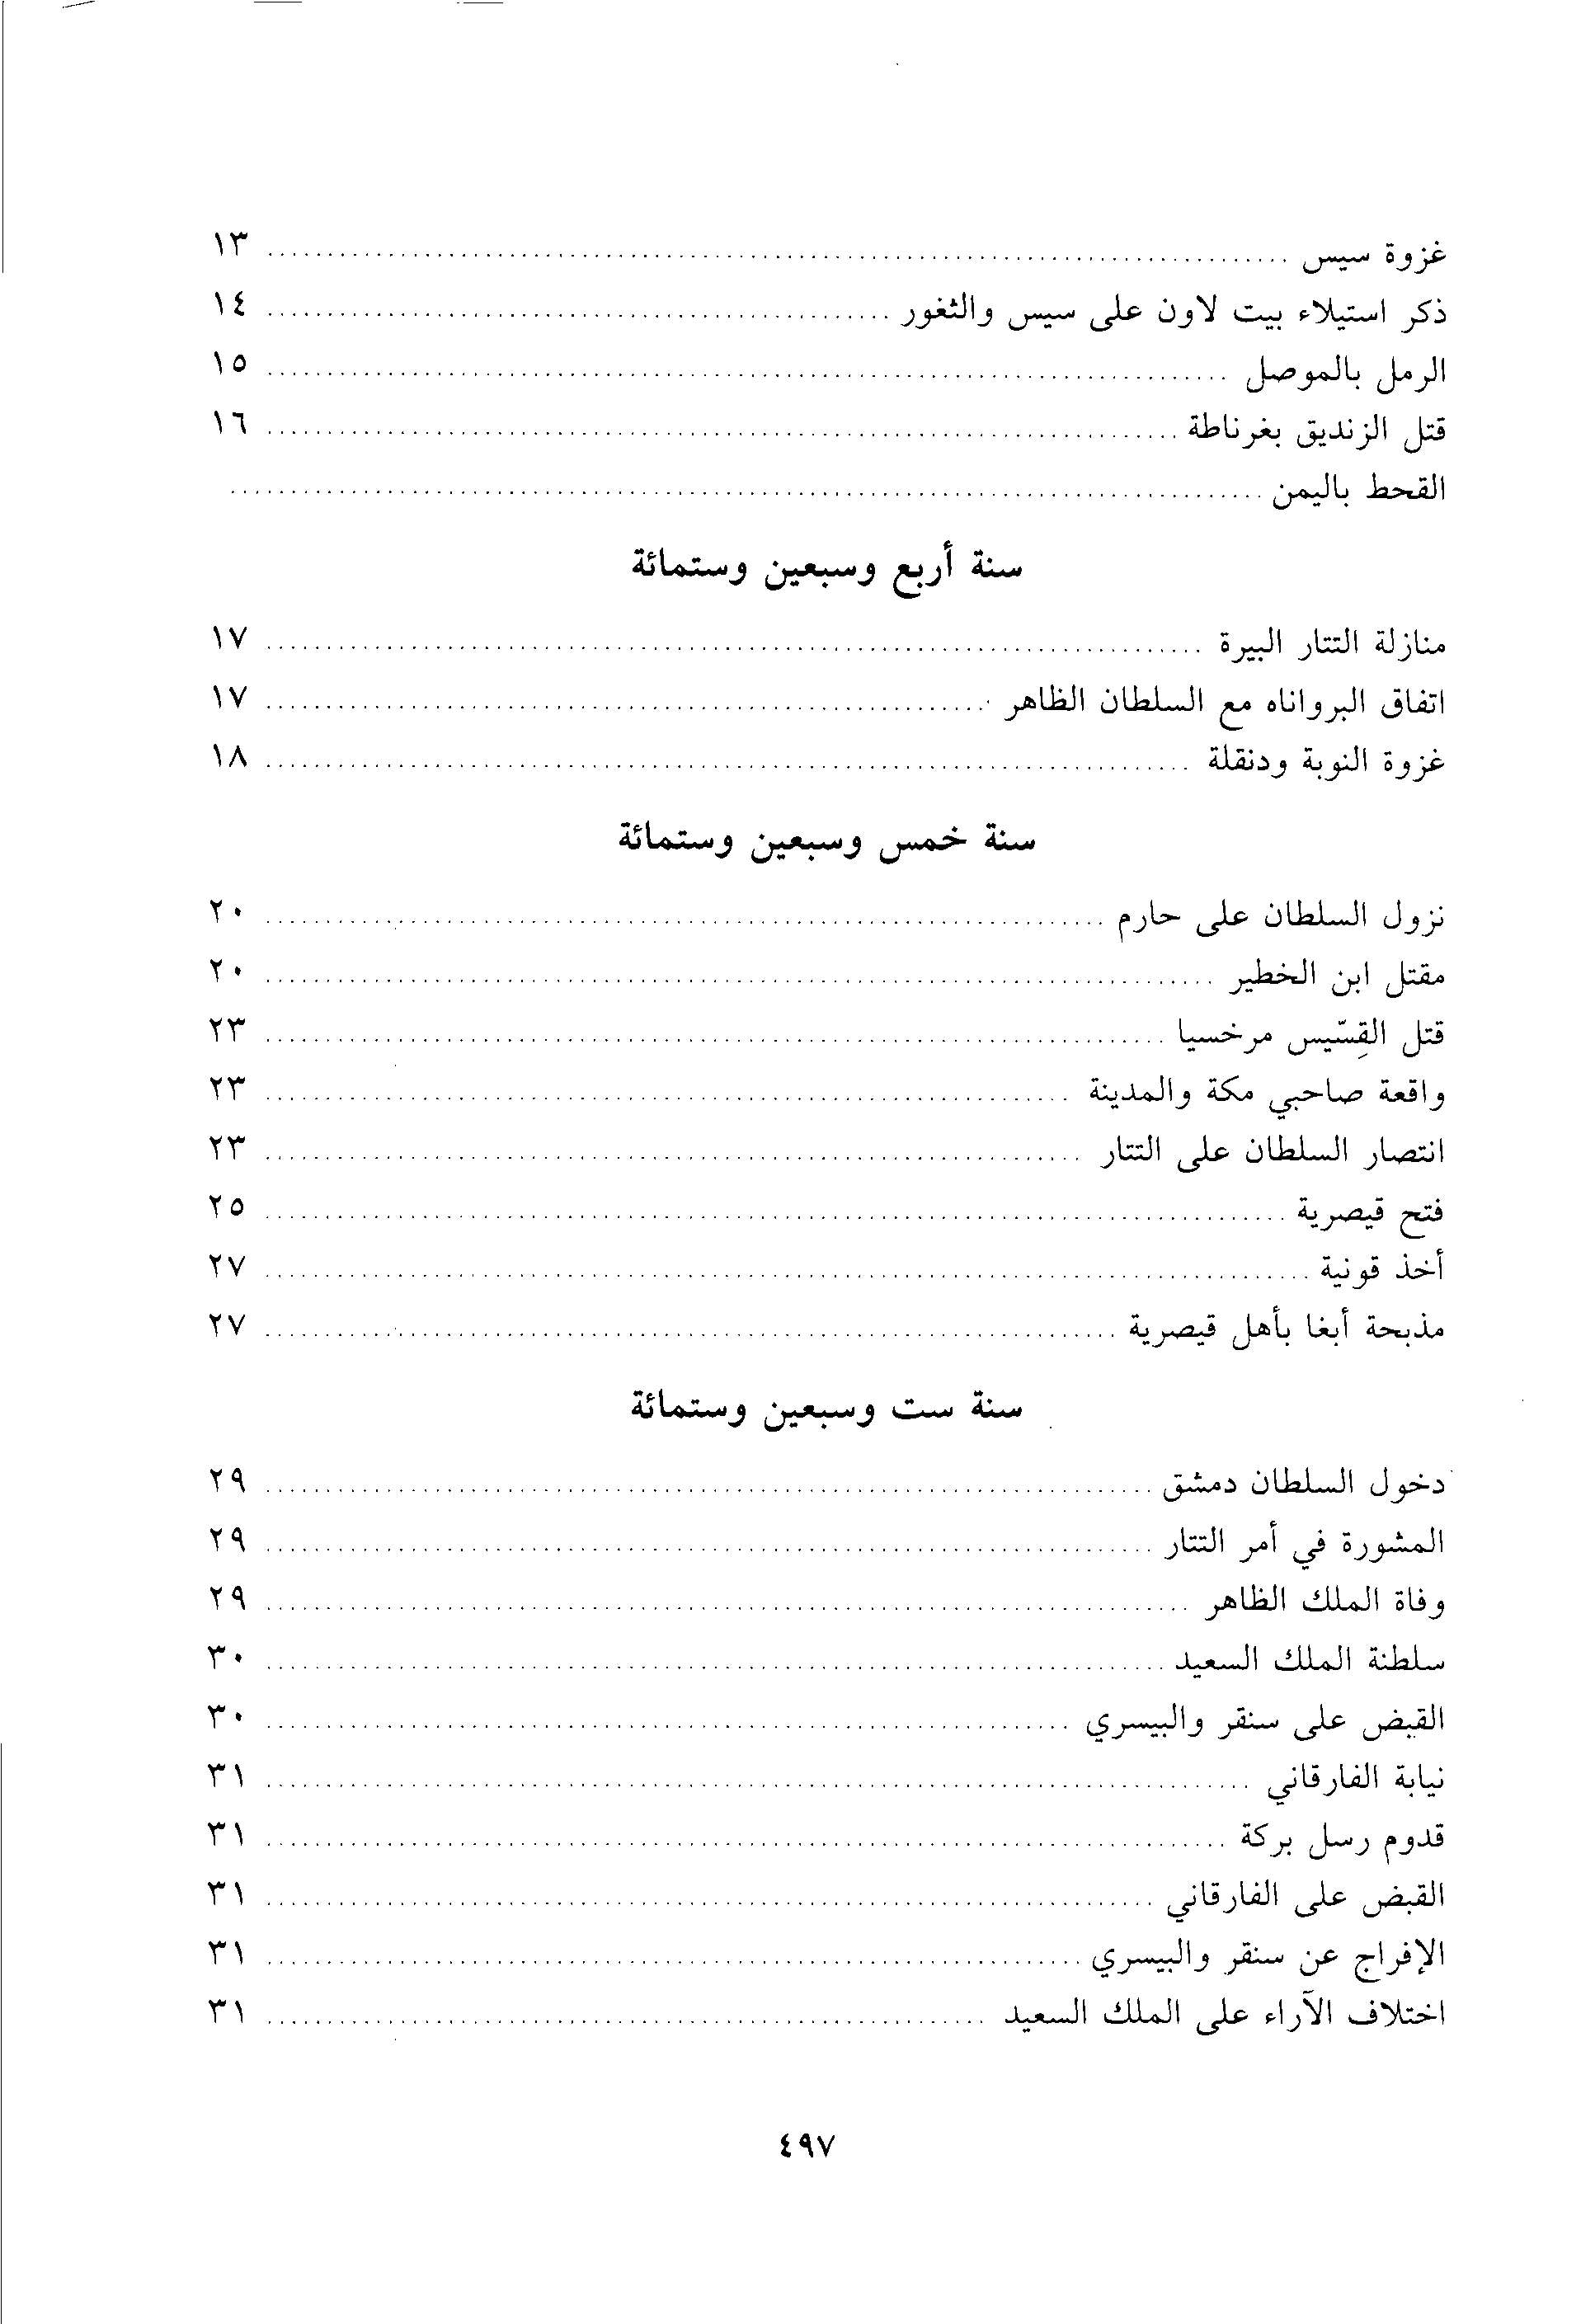 غزوة سيس ........ ١٣
ذكر استيلاء بيت لاون على سيس والثغور ........ ١٤
الرمل بالموصل ........ ١٥
قتل الزنديق بغرناطة ........ ١٦
القحط باليمن ........
سنة أربع وسبعين وستمائة
منازلة التتار البيرة ........ ١٧
اتفاق البرواناه مع السلطان الظاهر ........ ١٧
غزوة النوبة ودنقلة ........ ١٨
سنة خمس وسبعين وستمائة
نزول السلطان على حارم ........ ٢٠
مقتل ابن الخطير ........ ٢٠
قتل القِسّيس مرخسيا ........ ٢٣
واقعة صاحبي مكة والمدينة ........ ٢٣
انتصار السلطان على التتار ........ ٢٣
فتح قيصرية ........ ٢٥
أخذ قونية ........ ٢٧
مذبحة أبغا بأهل قيصرية ........ ٢٧
سنة ست وسبعين وستمائة
دخول السلطان دمشق ........ ٢٩
المشورة في أمر التتار ........ ٢٩
وفاة الملك الظاهر ........ ٢٩
سلطنة الملك السعيد ........ ٣٠
القبض على سنقر والبيسري ........ ٣٠
نيابة الفارقاني ........ ٣١
قدوم رسل بركة ........ ٣١
القبض على الفارقاني ........ ٣١
الإفراج عن سنقر والبيسري ........ ٣١
اختلاف الآراء على الملك السعيد ........ ٣١
٤٩٧